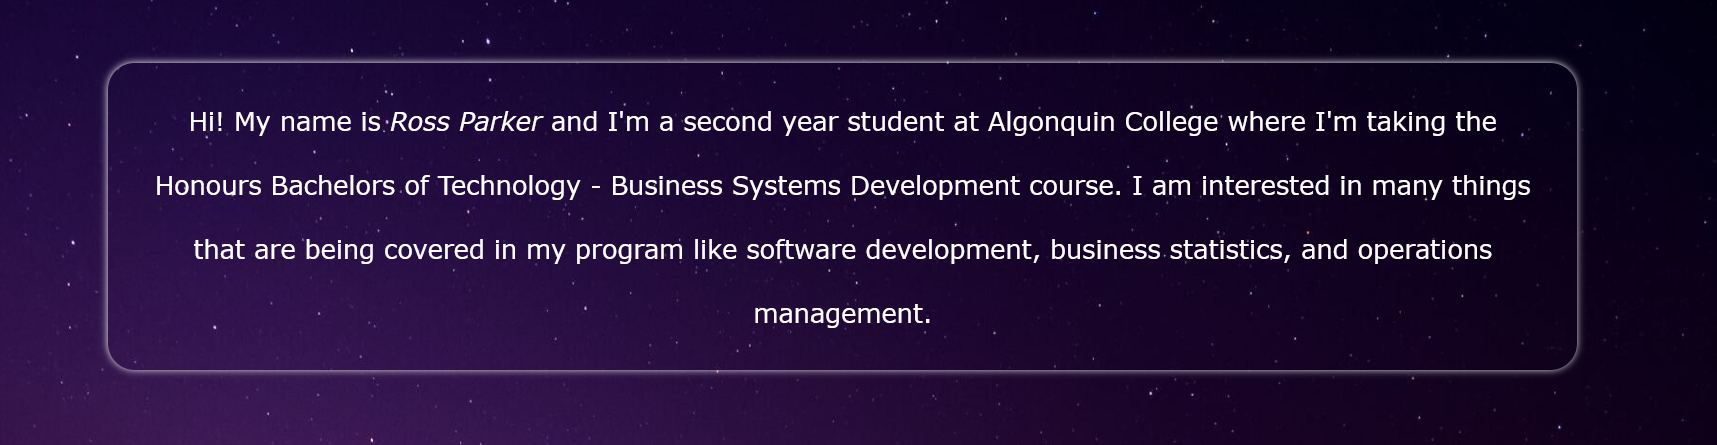 Hi! My name is Ross Parker and I'm a second year student at Algonquin College where I'm taking the
Honours Bachelors of Technology - Business Systems Development course. I am interested in many things
that are being covered in my program like software development, business statistics, and operations
management.